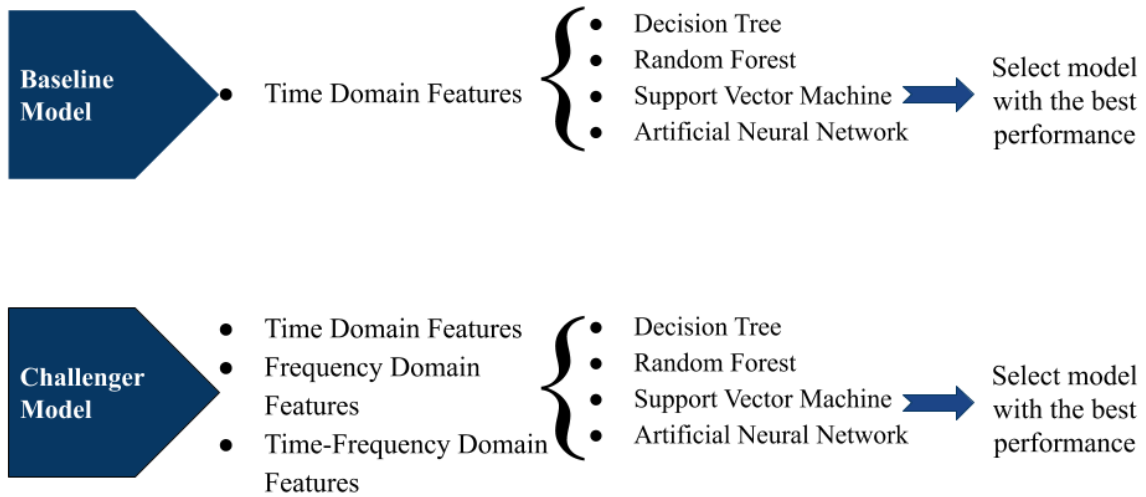 Baseline
Model
● Time Domain Features
● Decision Tree
● Random Forest
● Support Vector Machine
● Artificial Neural Network
Select model
with the best
performance
Challenger
Model
● Time Domain Features
● Frequency Domain
Features
● Time-Frequency Domain
Features
● Decision Tree
● Random Forest
● Support Vector Machine
● Artificial Neural Network
Select model
with the best
performance